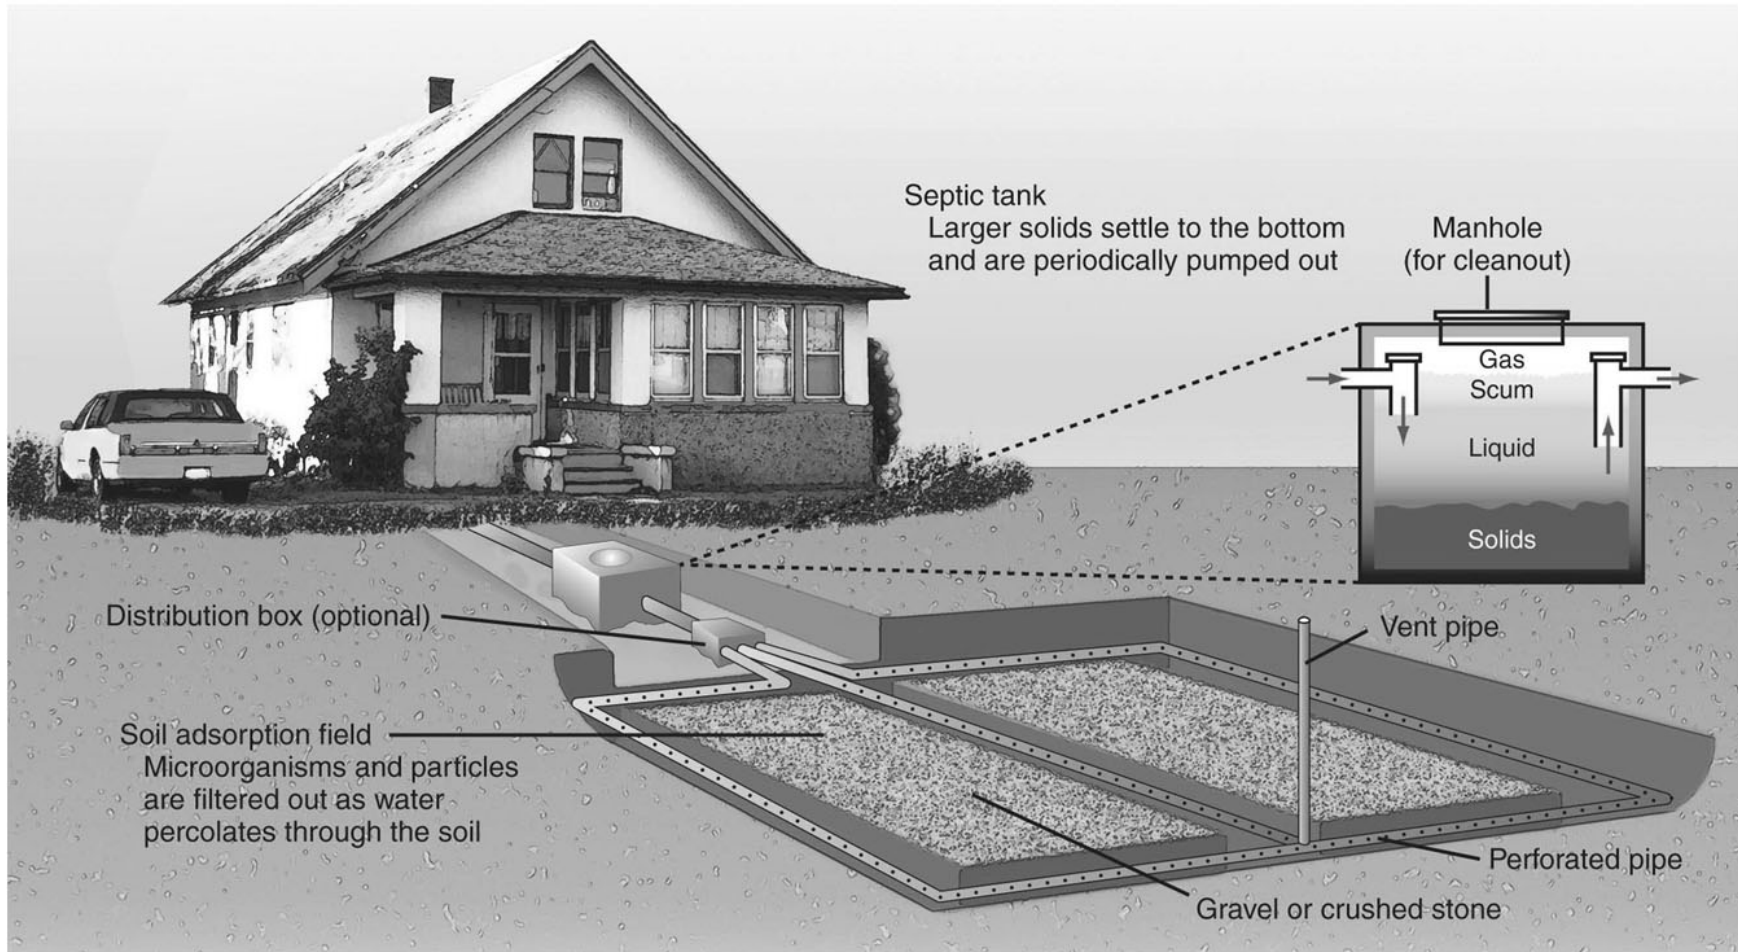 Septic tank
Larger solids settle to the bottom
and are periodically pumped out
Manhole
(for cleanout)
Gas
Scum
Liquid
Solids
Distribution box (optional)
Vent pipe
Soil adsorption field
Microorganisms and particles
are filtered out as water
percolates through the soil
Perforated pipe
Gravel or crushed stone